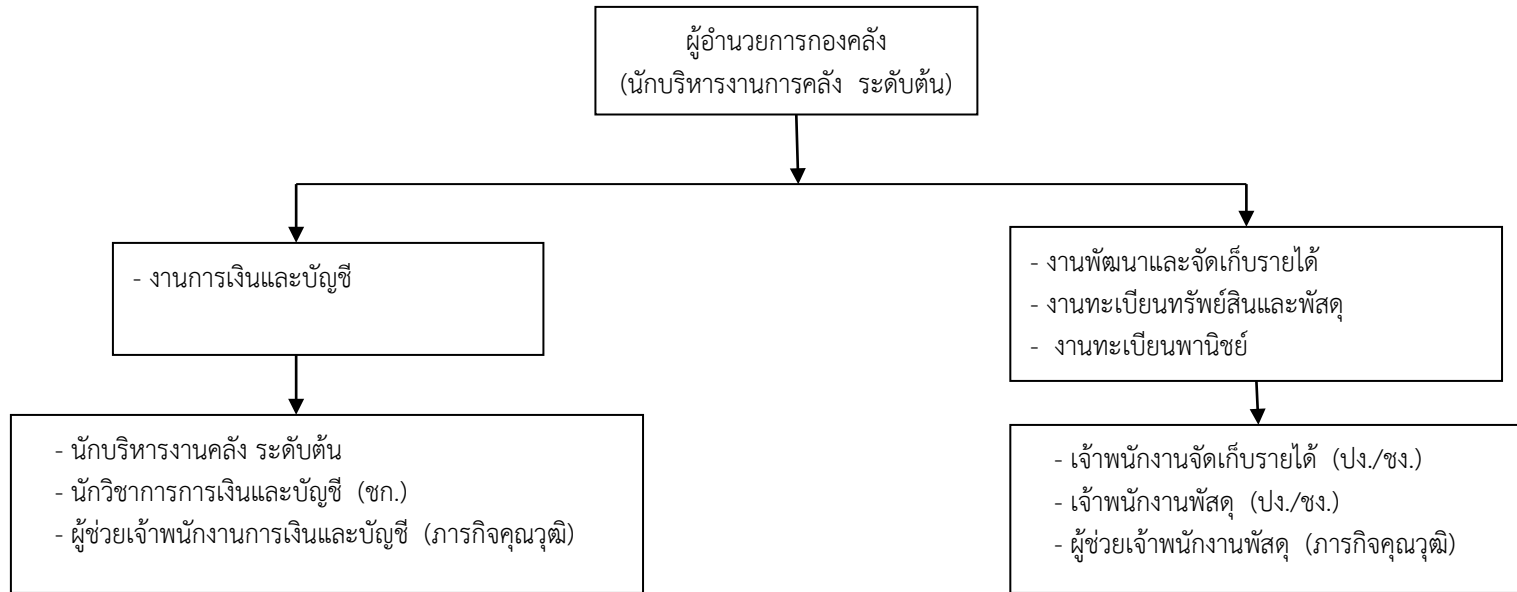 ผู้อำนวยการกองคลัง
(นักบริหารงานการคลัง ระดับต้น)
- งานการเงินและบัญชี
- งานพัฒนาและจัดเก็บรายได้
- งานทะเบียนทรัพย์สินและพัสดุ
- งานทะเบียนพานิชย์
- นักบริหารงานคลัง ระดับต้น
- นักวิชาการการเงินและบัญชี (ชก.)
- ผู้ช่วยเจ้าพนักงานการเงินและบัญชี (ภารกิจคุณวุฒิ)
- เจ้าพนักงานจัดเก็บรายได้ (ปง./ชง.)
- เจ้าพนักงานพัสดุ (ปง./ชง.)
- ผู้ช่วยเจ้าพนักงานพัสดุ (ภารกิจคุณวุฒิ)